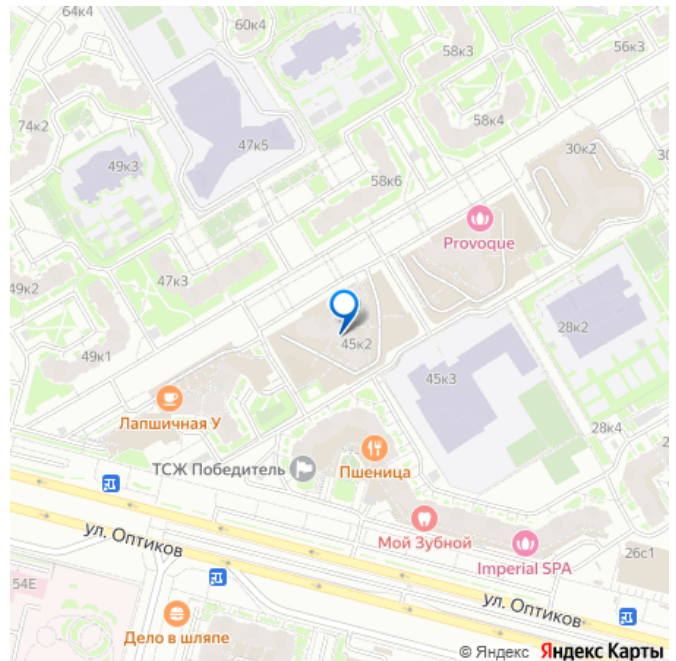 64к4
60к4
58к3
56к3
74к2
47к5
58к4
30к2
49к3
58к6
Provoque
47к3
49к2
28к2
45к2
49к1
45к3
Лапшичная У
28к4
ТСЖ Победитель
Пшеница
Мой Зубной
ул. Оптиков
Imperial SPA
26с1
54Е
ул. Оптиков
Дело в шляпе
© Яндекс Яндекс Карты